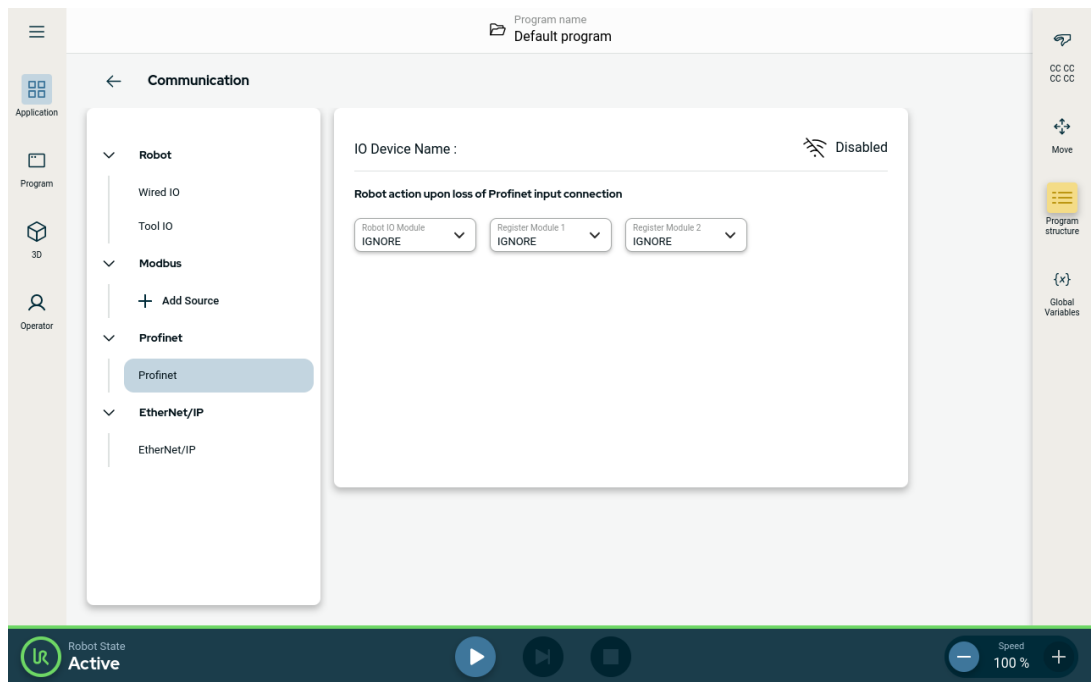 Program name
Default program
Communication
Application
Program
3D
Operator
Robot
Wired IO
Tool IO
Modbus
Add Source
Profinet
Profinet
EtherNet/IP
EtherNet/IP
IO Device Name :
Disabled
Robot action upon loss of Profinet input connection
Robot IO Module
IGNORE
Register Module 1
IGNORE
Register Module 2
IGNORE
CC CC
CC CC
Move
Program
structure
{x}
Global
Variables
Robot State
Active
Speed
100 %